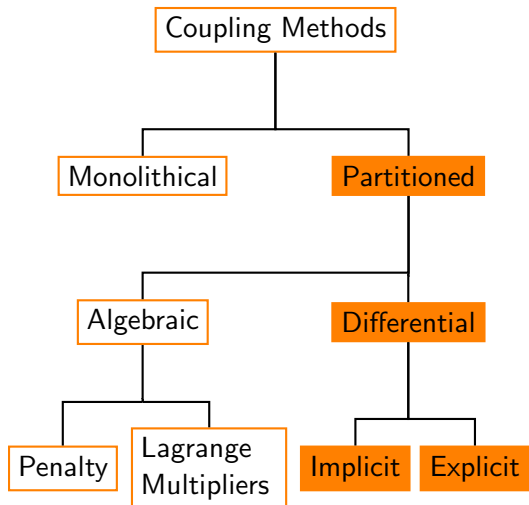 Coupling Methods
Monolithical
Partitioned
Algebraic
Differential
Penalty
Lagrange
Multipliers
Implicit
Explicit